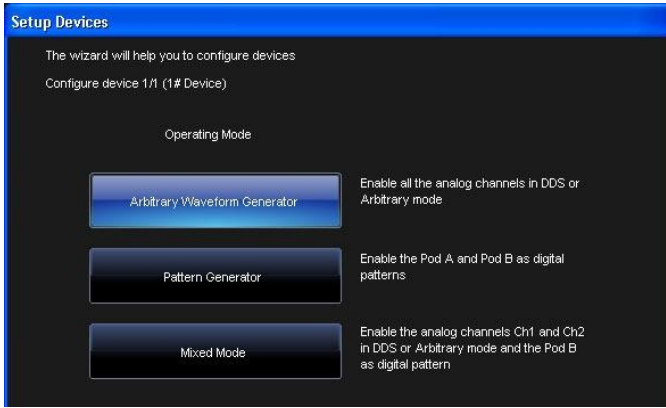 Setup Devices
The wizard will help you to configure devices
Configure device 1/1 (1# Device)
Operating Mode
Arbitrary Waveform Generator
Enable all the analog channels in DDS or
Arbitrary mode
Pattern Generator
Enable the Pod A and Pod B as digital
patterns
Mixed Mode
Enable the analog channels Ch1 and Ch2
in DDS or Arbitrary mode and the Pod B
as digital pattern